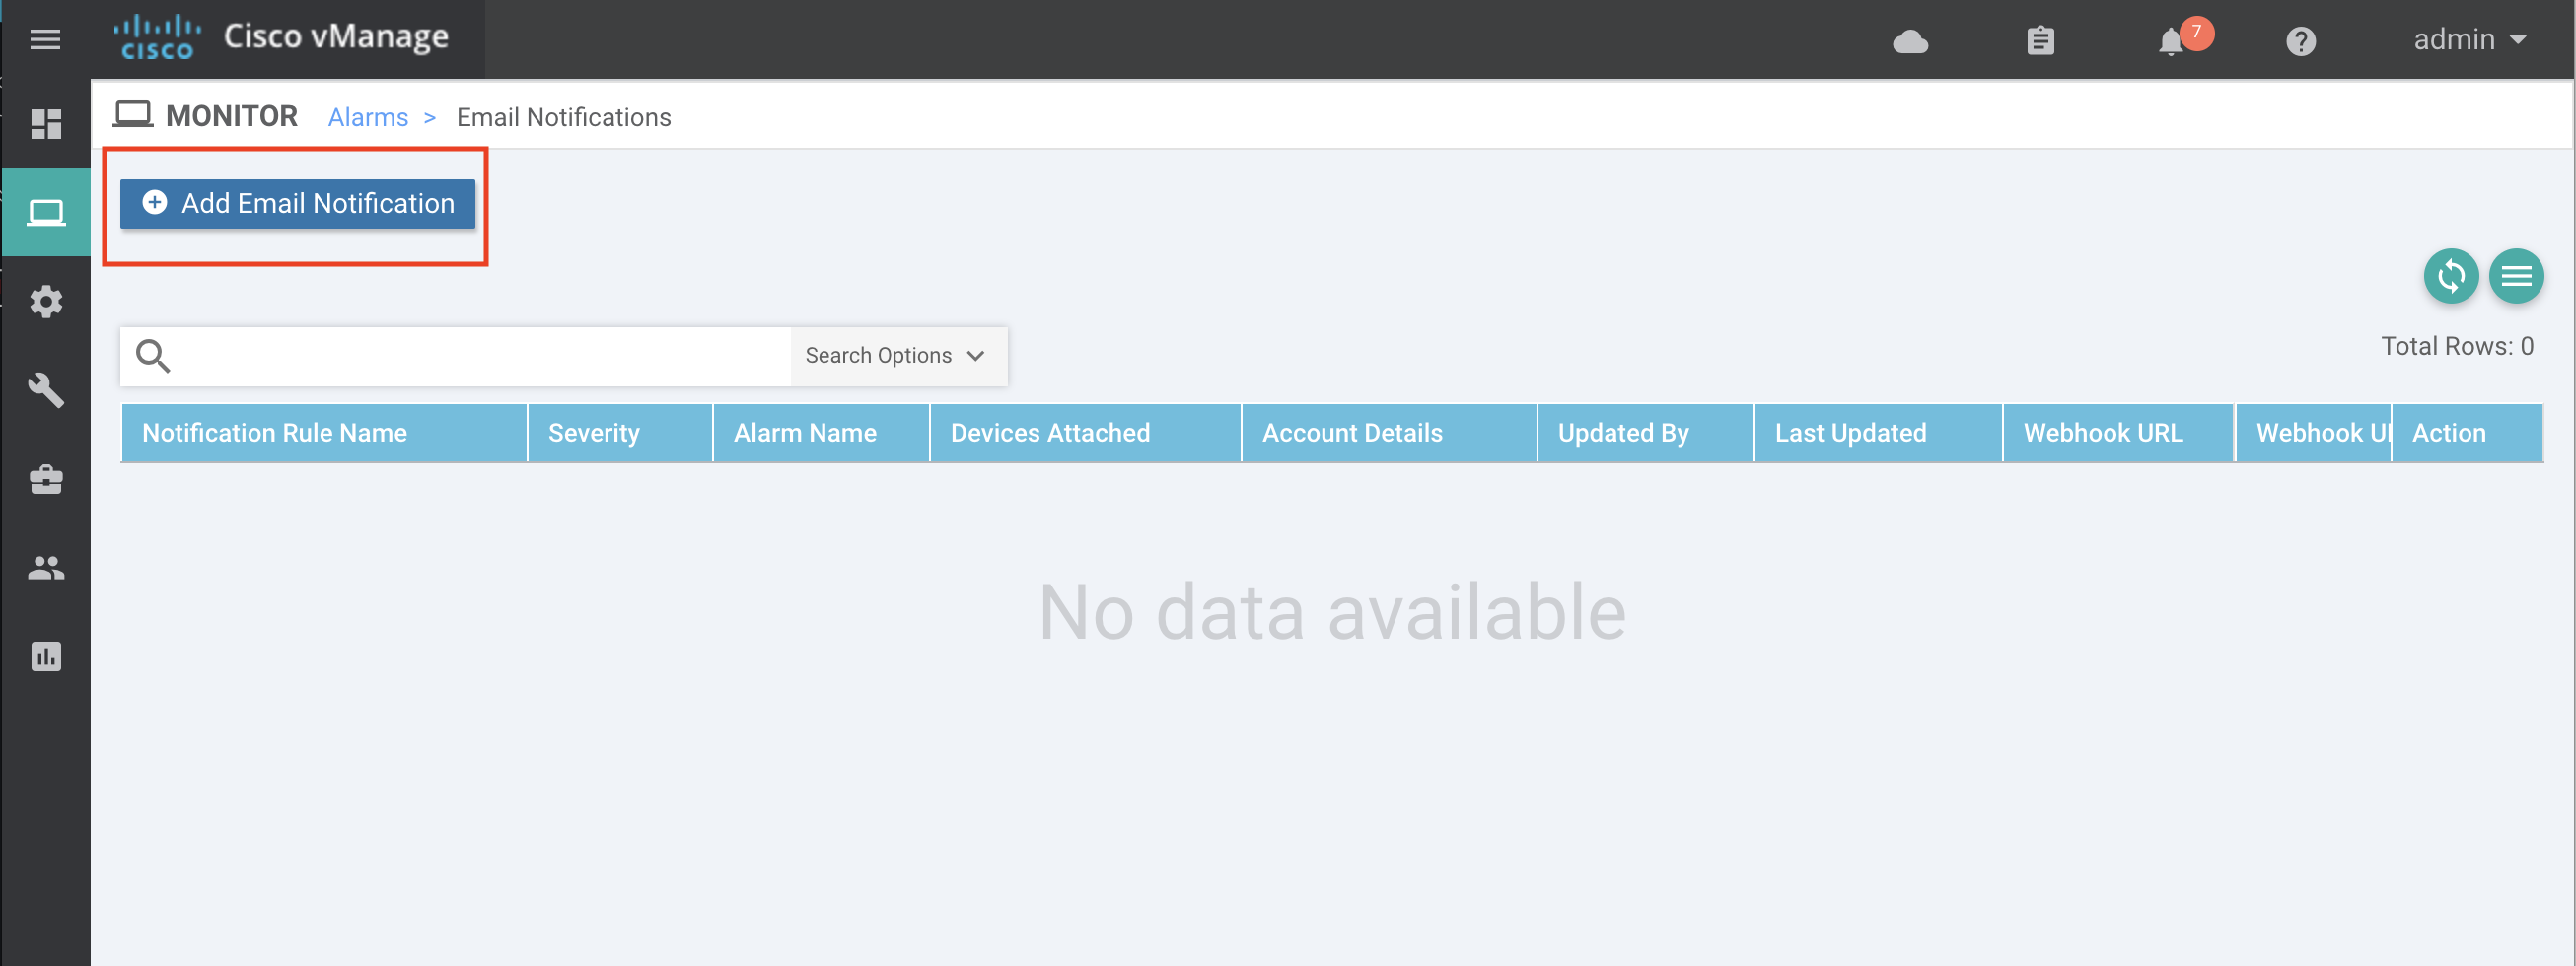 CISCO Cisco vManage 7 admin
MONITOR Alarms > Email Notifications
Add Email Notification
Search Options Total Rows: 0
Notification Rule Name Severity Alarm Name Devices Attached Account Details Updated By Last Updated Webhook URL Webhook Action
No data available